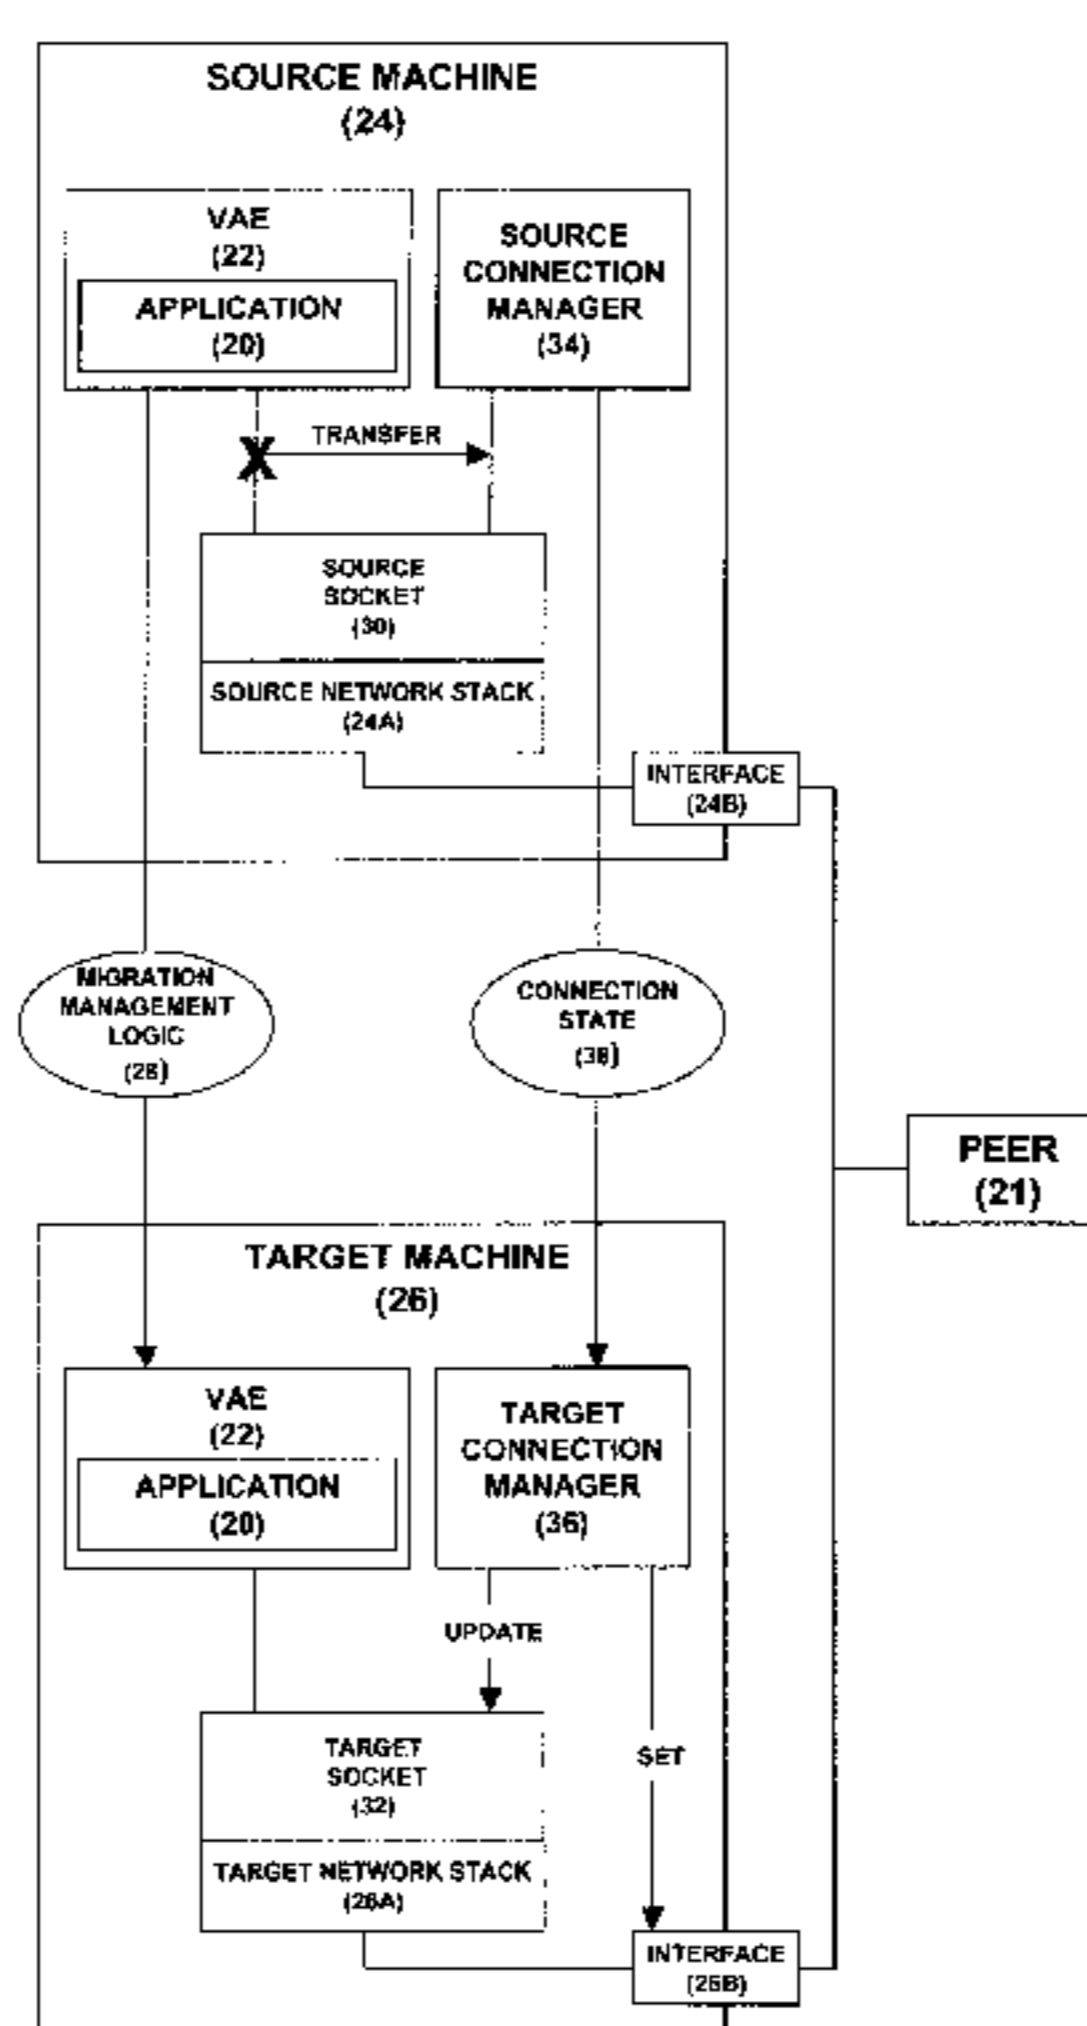 SOURCE MACHINE
(24)
VAE
(22)
APPLICATION
(20)
SOURCE
CONNECTION
MANAGER
(34)
TRANSFER
SOURCE
SOCKET
(30)
SOURCE NETWORK STACK
(24A)
INTERFACE
(24B)
MIGRATION
MANAGEMENT
LOGIC
(28)
CONNECTION
STATE
(38)
PEER
(21)
TARGET MACHINE
(26)
VAE
(22)
APPLICATION
(20)
TARGET
CONNECTION
MANAGER
(36)
UPDATE
TARGET
SOCKET
(32)
SET
TARGET NETWORK STACK
(26A)
INTERFACE
(26B)